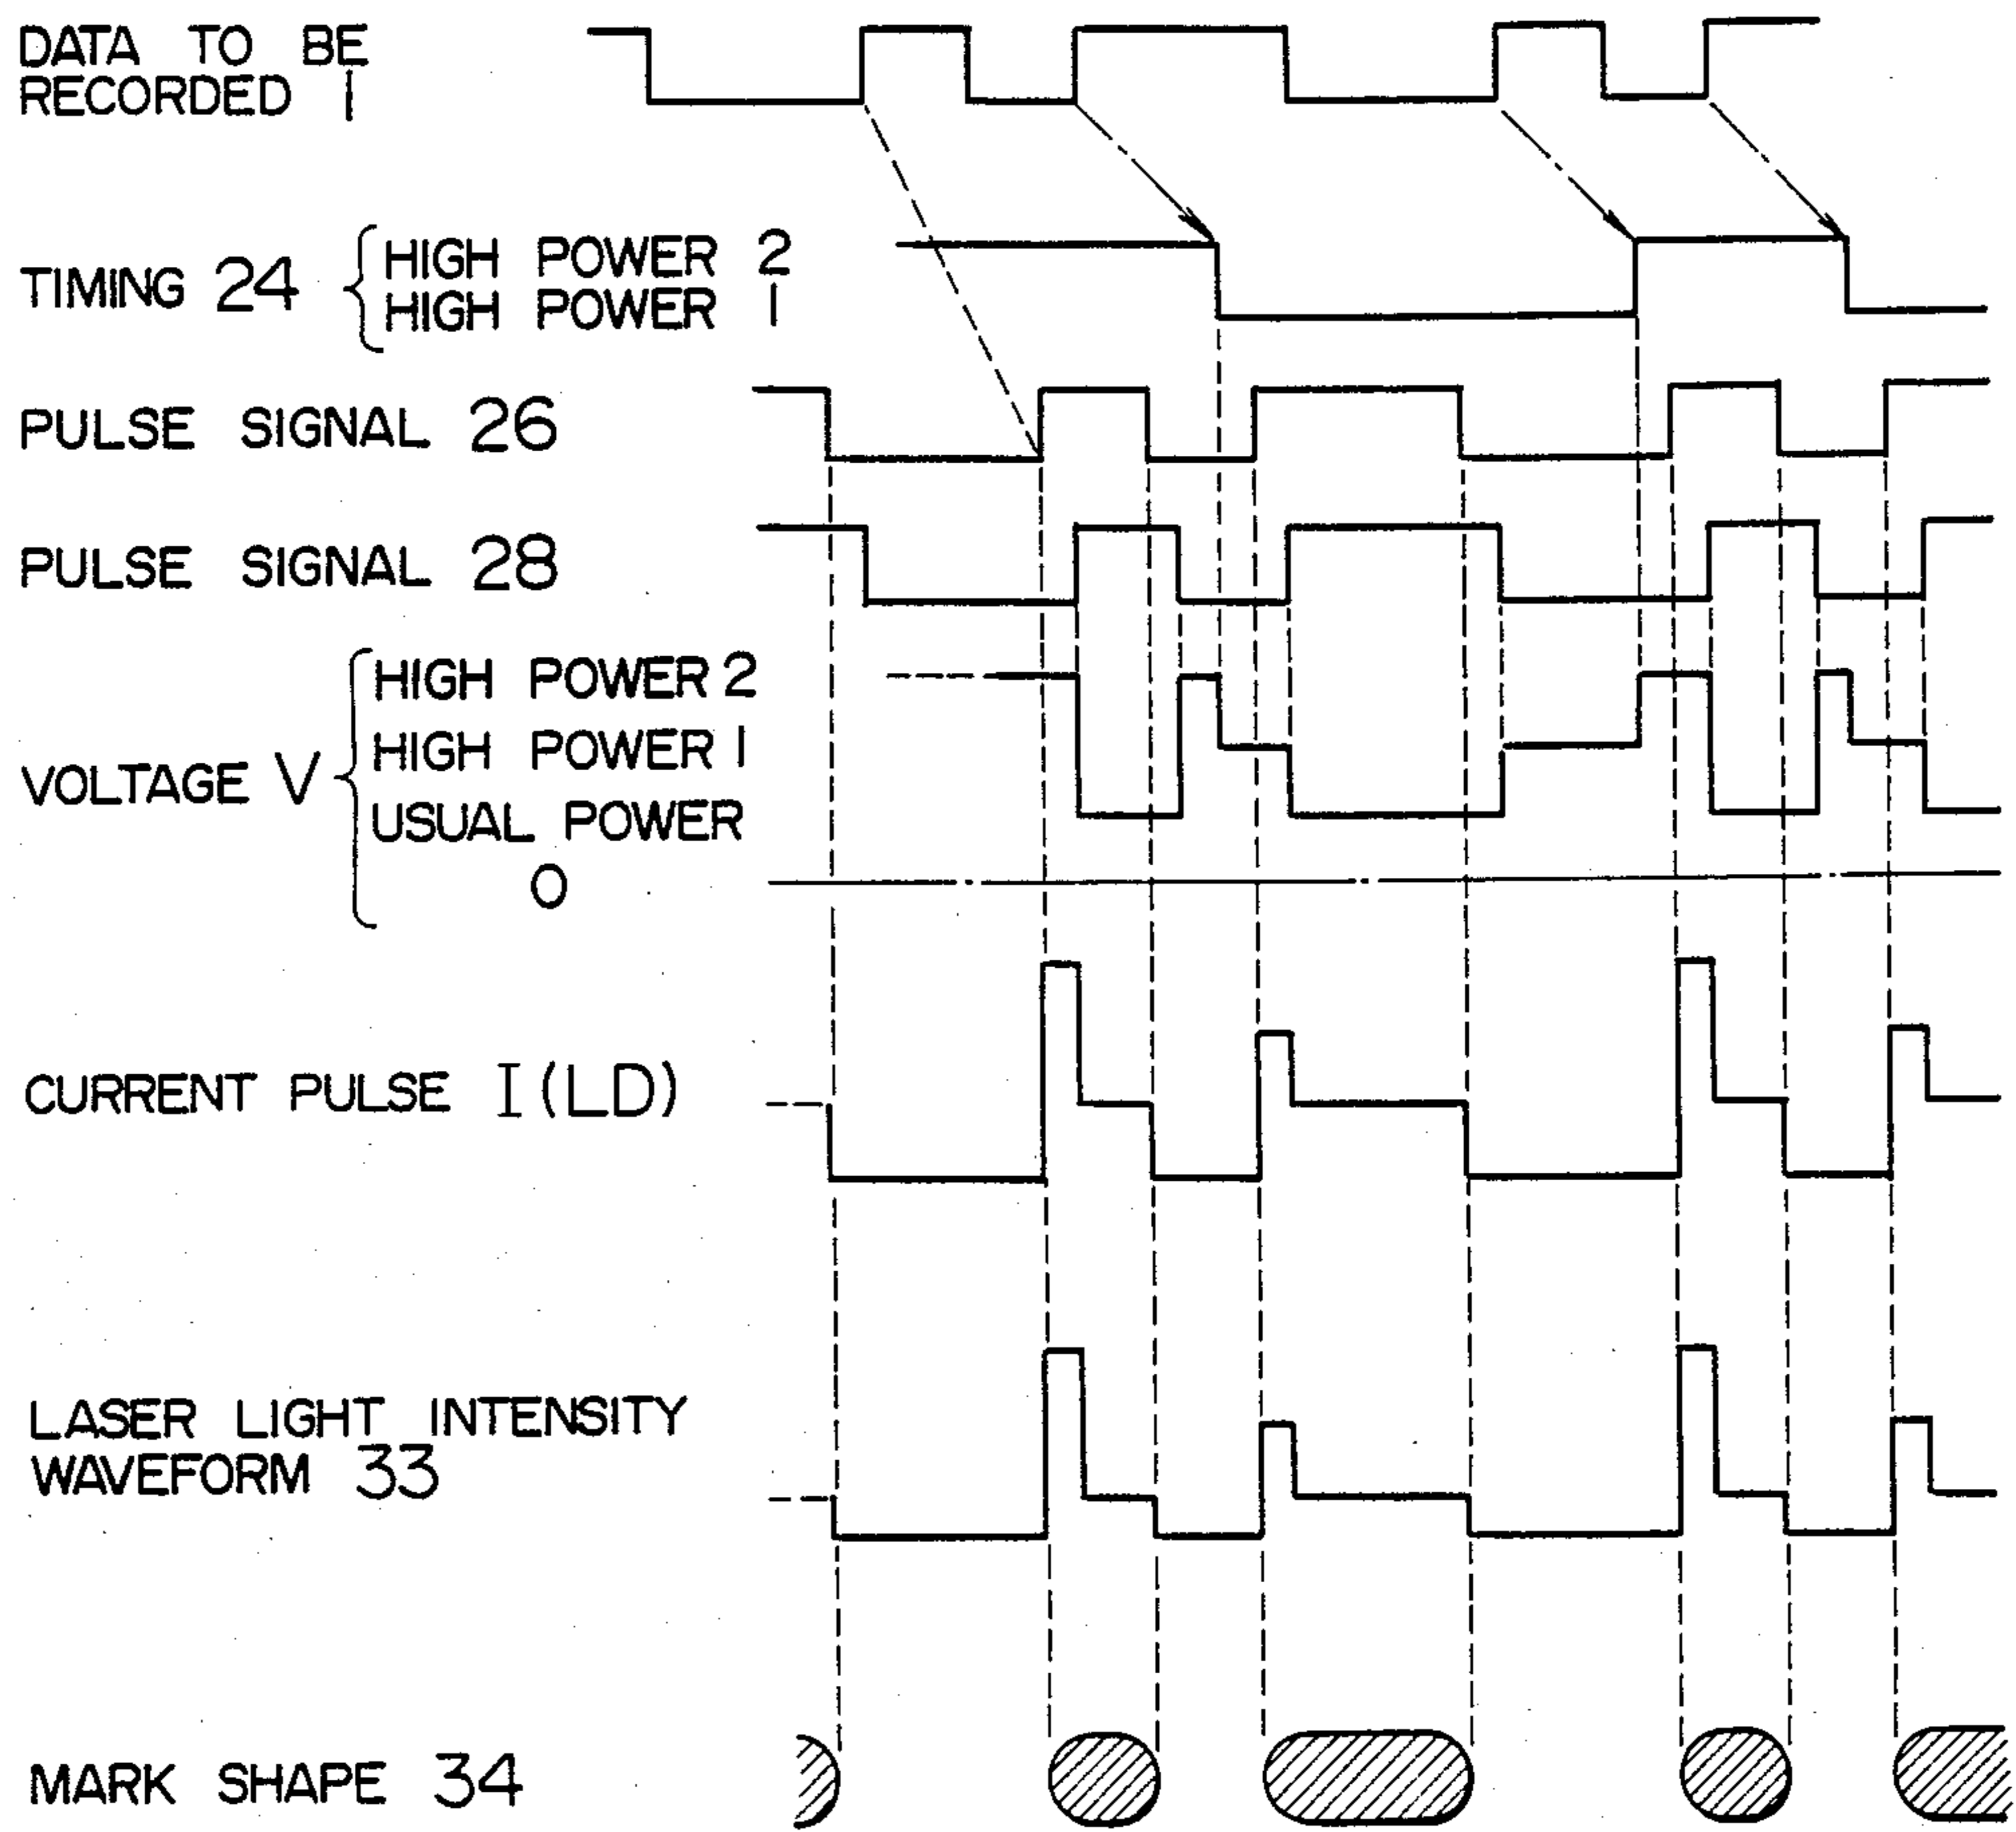 DATA TO BE
RECORDED 1
TIMING 24
HIGH POWER 2
HIGH POWER 1
PULSE SIGNAL 26
PULSE SIGNAL 28
VOLTAGE V
HIGH POWER 2
HIGH POWER 1
USUAL POWER
0
CURRENT PULSE I (LD)
LASER LIGHT INTENSITY
WAVEFORM 33
MARK SHAPE 34